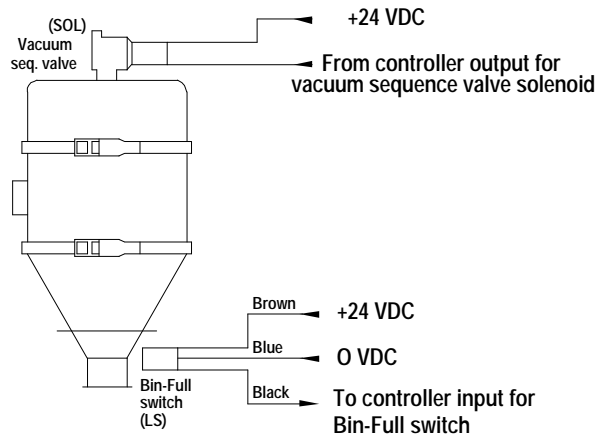 (SOL)
Vacuum
seq. valve
+24 VDC
From controller output for
vacuum sequence valve solenoid
Brown
+24 VDC
Blue
O VDC
Black
To controller input for
Bin-Full switch
Bin-Full
switch
(LS)